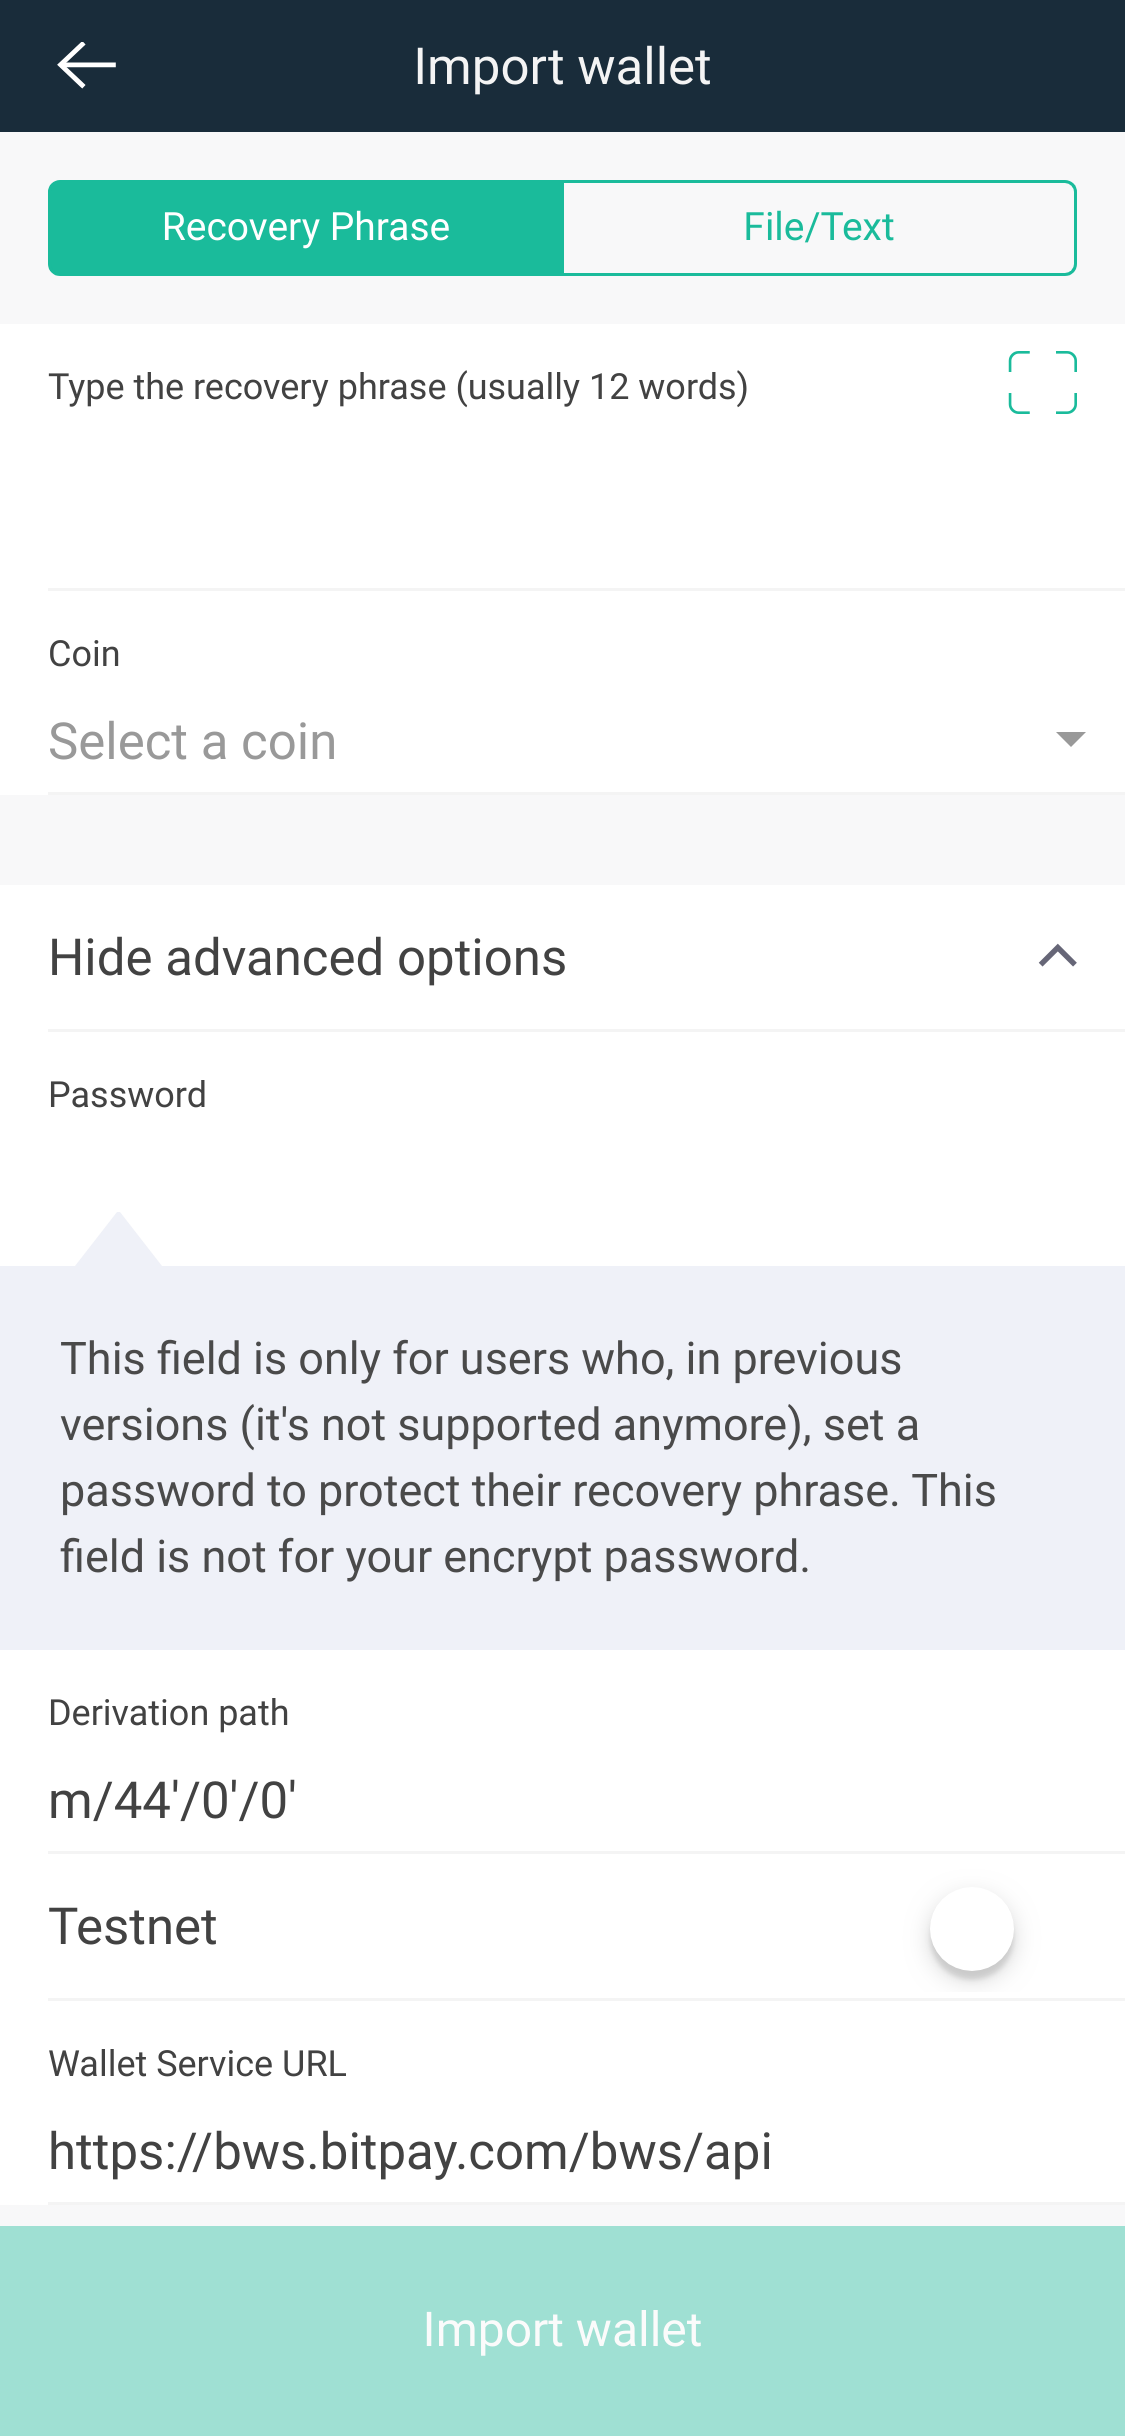 Import wallet
Recovery Phrase
File/Text
Type the recovery phrase (usually 12 words)
Coin
Select a coin
Hide advanced options
Password
This field is only for users who, in previous
versions (it's not supported anymore), set a
password to protect their recovery phrase. This
field is not for your encrypt password.
Derivation path
m/44'/0'/0'
Testnet
Wallet Service URL
https://bws.bitpay.com/bws/api
Import wallet